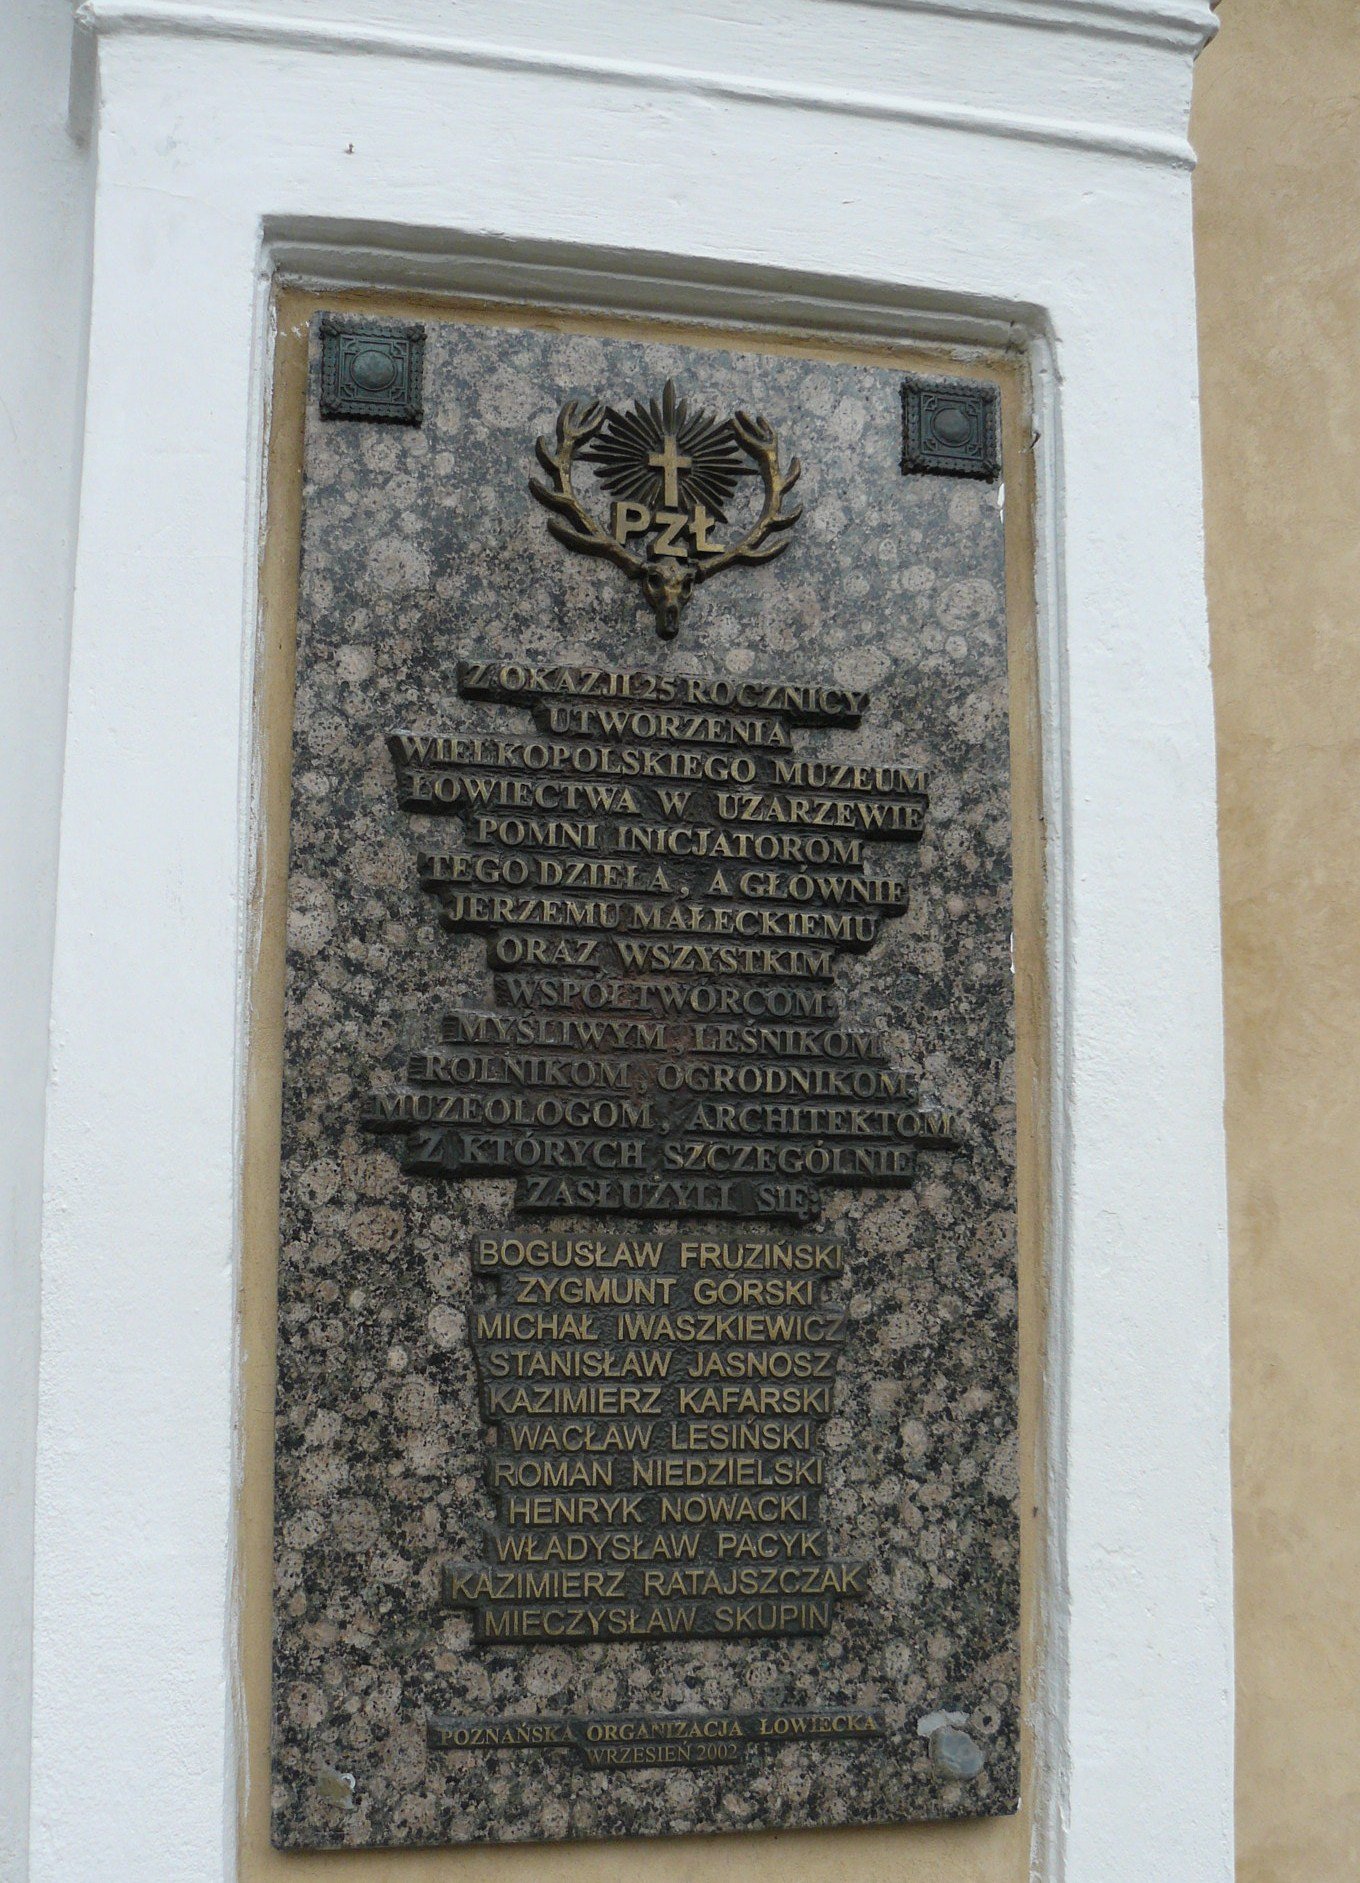 PZŁ
Z OKAZJI 25 ROCZNICY
UTWORZENIA
WIELKOPOLSKIEGO MUZEUM
ŁOWIECTWA W UZARZEWIE
POMNI INICJATOROM
TEGO DZIEŁA, A GŁÓWNIE
JERZEMU MAŁECKIEMU
ORAZ WSZYSTKIM
WSPÓŁTWÓRCOM
MYŚLIWYM, LEŚNIKOM
ROLNIKOM, OGRODNIKOM,
MUZEOLOGOM, ARCHITEKTOM
Z KTÓRYCH SZCZEGÓLNIE
ZASŁUŻYLI SIĘ:
BOGUSŁAW FRUZIŃSKI
ZYGMUNT GÓRSKI
MICHAŁ IWASZKIEWICZ
STANISŁAW JASNOSZ
KAZIMIERZ KAFARSKI
WACŁAW LESIŃSKI
ROMAN NIEDZIELSKI
HENRYK NOWACKI
WŁADYSŁAW PACYK
KAZIMIERZ RATAJSZCZAK
MIECZYSŁAW SKUPIN
POZNAŃSKA ORGANIZACJA ŁOWIECKA
WRZESIEŃ 2002